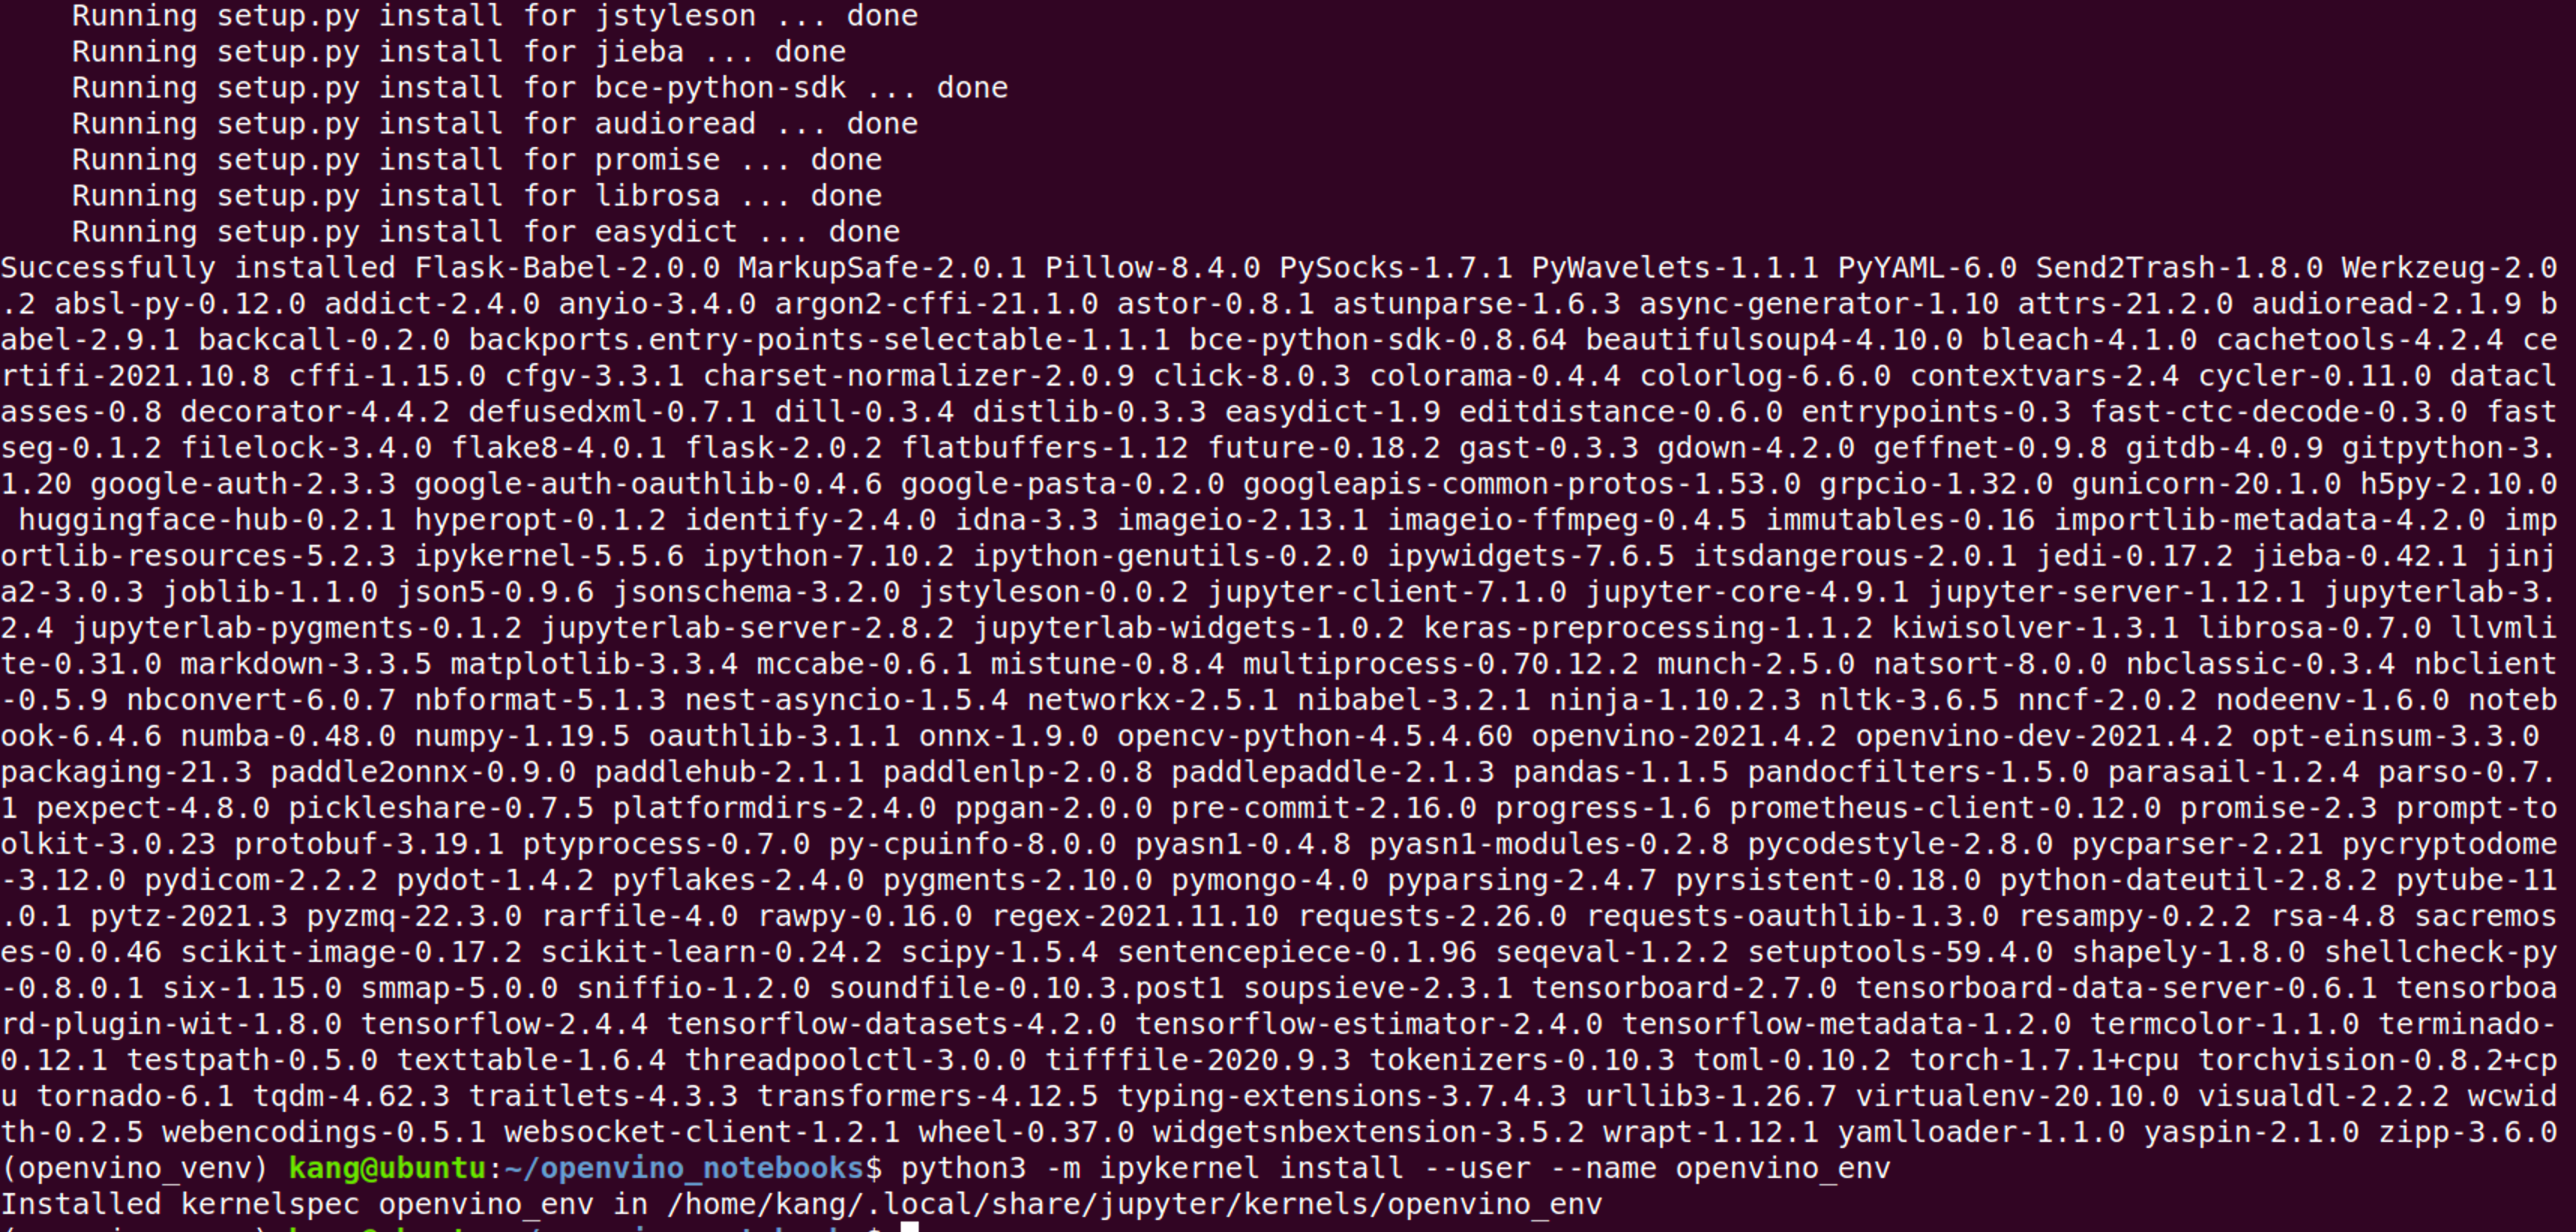 Running setup.py install for jstyleson ... done
    Running setup.py install for jieba ... done
    Running setup.py install for bce-python-sdk ... done
    Running setup.py install for audioread ... done
    Running setup.py install for promise ... done
    Running setup.py install for librosa ... done
    Running setup.py install for easydict ... done
Successfully installed Flask-Babel-2.0.0 MarkupSafe-2.0.1 Pillow-8.4.0 PySocks-1.7.1 PyWavelets-1.1.1 PyYAML-6.0 Send2Trash-1.8.0 Werkzeug-2.0
.2 absl-py-0.12.0 addict-2.4.0 anyio-3.4.0 argon2-cffi-21.1.0 astor-0.8.1 astunparse-1.6.3 async-generator-1.10 attrs-21.2.0 audioread-2.1.9 b
abel-2.9.1 backcall-0.2.0 backports.entry-points-selectable-1.1.1 bce-python-sdk-0.8.64 beautifulsoup4-4.10.0 bleach-4.1.0 cachetools-4.2.4 ce
rtifi-2021.10.8 cffi-1.15.0 cfgv-3.3.1 charset-normalizer-2.0.9 click-8.0.3 colorama-0.4.4 colorlog-6.6.0 contextvars-2.4 cycler-0.11.0 datacl
asses-0.8 decorator-4.4.2 defusedxml-0.7.1 dill-0.3.4 distlib-0.3.3 easydict-1.9 editdistance-0.6.0 entrypoints-0.3 fast-ctc-decode-0.3.0 fast
seg-0.1.2 filelock-3.4.0 flake8-4.0.1 flask-2.0.2 flatbuffers-1.12 future-0.18.2 gast-0.3.3 gdown-4.2.0 geffnet-0.9.8 gitdb-4.0.9 gitpython-3.
1.20 google-auth-2.3.3 google-auth-oauthlib-0.4.6 google-pasta-0.2.0 googleapis-common-protos-1.53.0 grpcio-1.32.0 gunicorn-20.1.0 h5py-2.10.0
 huggingface-hub-0.2.1 hyperopt-0.1.2 identify-2.4.0 idna-3.3 imageio-2.13.1 imageio-ffmpeg-0.4.5 immutables-0.16 importlib-metadata-4.2.0 imp
ortlib-resources-5.2.3 ipykernel-5.5.6 ipython-7.10.2 ipython-genutils-0.2.0 ipywidgets-7.6.5 itsdangerous-2.0.1 jedi-0.17.2 jieba-0.42.1 jinj
a2-3.0.3 joblib-1.1.0 json5-0.9.6 jsonschema-3.2.0 jstyleson-0.0.2 jupyter-client-7.1.0 jupyter-core-4.9.1 jupyter-server-1.12.1 jupyterlab-3.
2.4 jupyterlab-pygments-0.1.2 jupyterlab-server-2.8.2 jupyterlab-widgets-1.0.2 keras-preprocessing-1.1.2 kiwisolver-1.3.1 librosa-0.7.0 llvmli
te-0.31.0 markdown-3.3.5 matplotlib-3.3.4 mccabe-0.6.1 mistune-0.8.4 multiprocess-0.70.12.2 munch-2.5.0 natsort-8.0.0 nbclassic-0.3.4 nbclient
-0.5.9 nbconvert-6.0.7 nbformat-5.1.3 nest-asyncio-1.5.4 networkx-2.5.1 nibabel-3.2.1 ninja-1.10.2.3 nltk-3.6.5 nncf-2.0.2 nodeenv-1.6.0 noteb
ook-6.4.6 numba-0.48.0 numpy-1.19.5 oauthlib-3.1.1 onnx-1.9.0 opencv-python-4.5.4.60 openvino-2021.4.2 openvino-dev-2021.4.2 opt-einsum-3.3.0
packaging-21.3 paddle2onnx-0.9.0 paddlehub-2.1.1 paddlenlp-2.0.8 paddlepaddle-2.1.3 pandas-1.1.5 pandocfilters-1.5.0 parasail-1.2.4 parso-0.7.
1 pexpect-4.8.0 pickleshare-0.7.5 platformdirs-2.4.0 ppgan-2.0.0 pre-commit-2.16.0 progress-1.6 prometheus-client-0.12.0 promise-2.3 prompt-to
olkit-3.0.23 protobuf-3.19.1 ptyprocess-0.7.0 py-cpuinfo-8.0.0 pyasn1-0.4.8 pyasn1-modules-0.2.8 pycodestyle-2.8.0 pycparser-2.21 pycryptodome
-3.12.0 pydicom-2.2.2 pydot-1.4.2 pyflakes-2.4.0 pygments-2.10.0 pymongo-4.0 pyparsing-2.4.7 pyrsistent-0.18.0 python-dateutil-2.8.2 pytube-11
.0.1 pytz-2021.3 pyzmq-22.3.0 rarfile-4.0 rawpy-0.16.0 regex-2021.11.10 requests-2.26.0 requests-oauthlib-1.3.0 resampy-0.2.2 rsa-4.8 sacremos
es-0.0.46 scikit-image-0.17.2 scikit-learn-0.24.2 scipy-1.5.4 sentencepiece-0.1.96 seqeval-1.2.2 setuptools-59.4.0 shapely-1.8.0 shellcheck-py
-0.8.0.1 six-1.15.0 smmap-5.0.0 sniffio-1.2.0 soundfile-0.10.3.post1 soupsieve-2.3.1 tensorboard-2.7.0 tensorboard-data-server-0.6.1 tensorboa
rd-plugin-wit-1.8.0 tensorflow-2.4.4 tensorflow-datasets-4.2.0 tensorflow-estimator-2.4.0 tensorflow-metadata-1.2.0 termcolor-1.1.0 terminado-
0.12.1 testpath-0.5.0 texttable-1.6.4 threadpoolctl-3.0.0 tifffile-2020.9.3 tokenizers-0.10.3 toml-0.10.2 torch-1.7.1+cpu torchvision-0.8.2+cp
u tornado-6.1 tqdm-4.62.3 traitlets-4.3.3 transformers-4.12.5 typing-extensions-3.7.4.3 urllib3-1.26.7 virtualenv-20.10.0 visualdl-2.2.2 wcwid
th-0.2.5 webencodings-0.5.1 websocket-client-1.2.1 wheel-0.37.0 widgetsnbextension-3.5.2 wrapt-1.12.1 yamlloader-1.1.0 yaspin-2.1.0 zipp-3.6.0
(openvino_venv) kang@ubuntu:~/openvino_notebooks$ python3 -m ipykernel install --user --name openvino_env
Installed kernelspec openvino_env in /home/kang/.local/share/jupyter/kernels/openvino_env